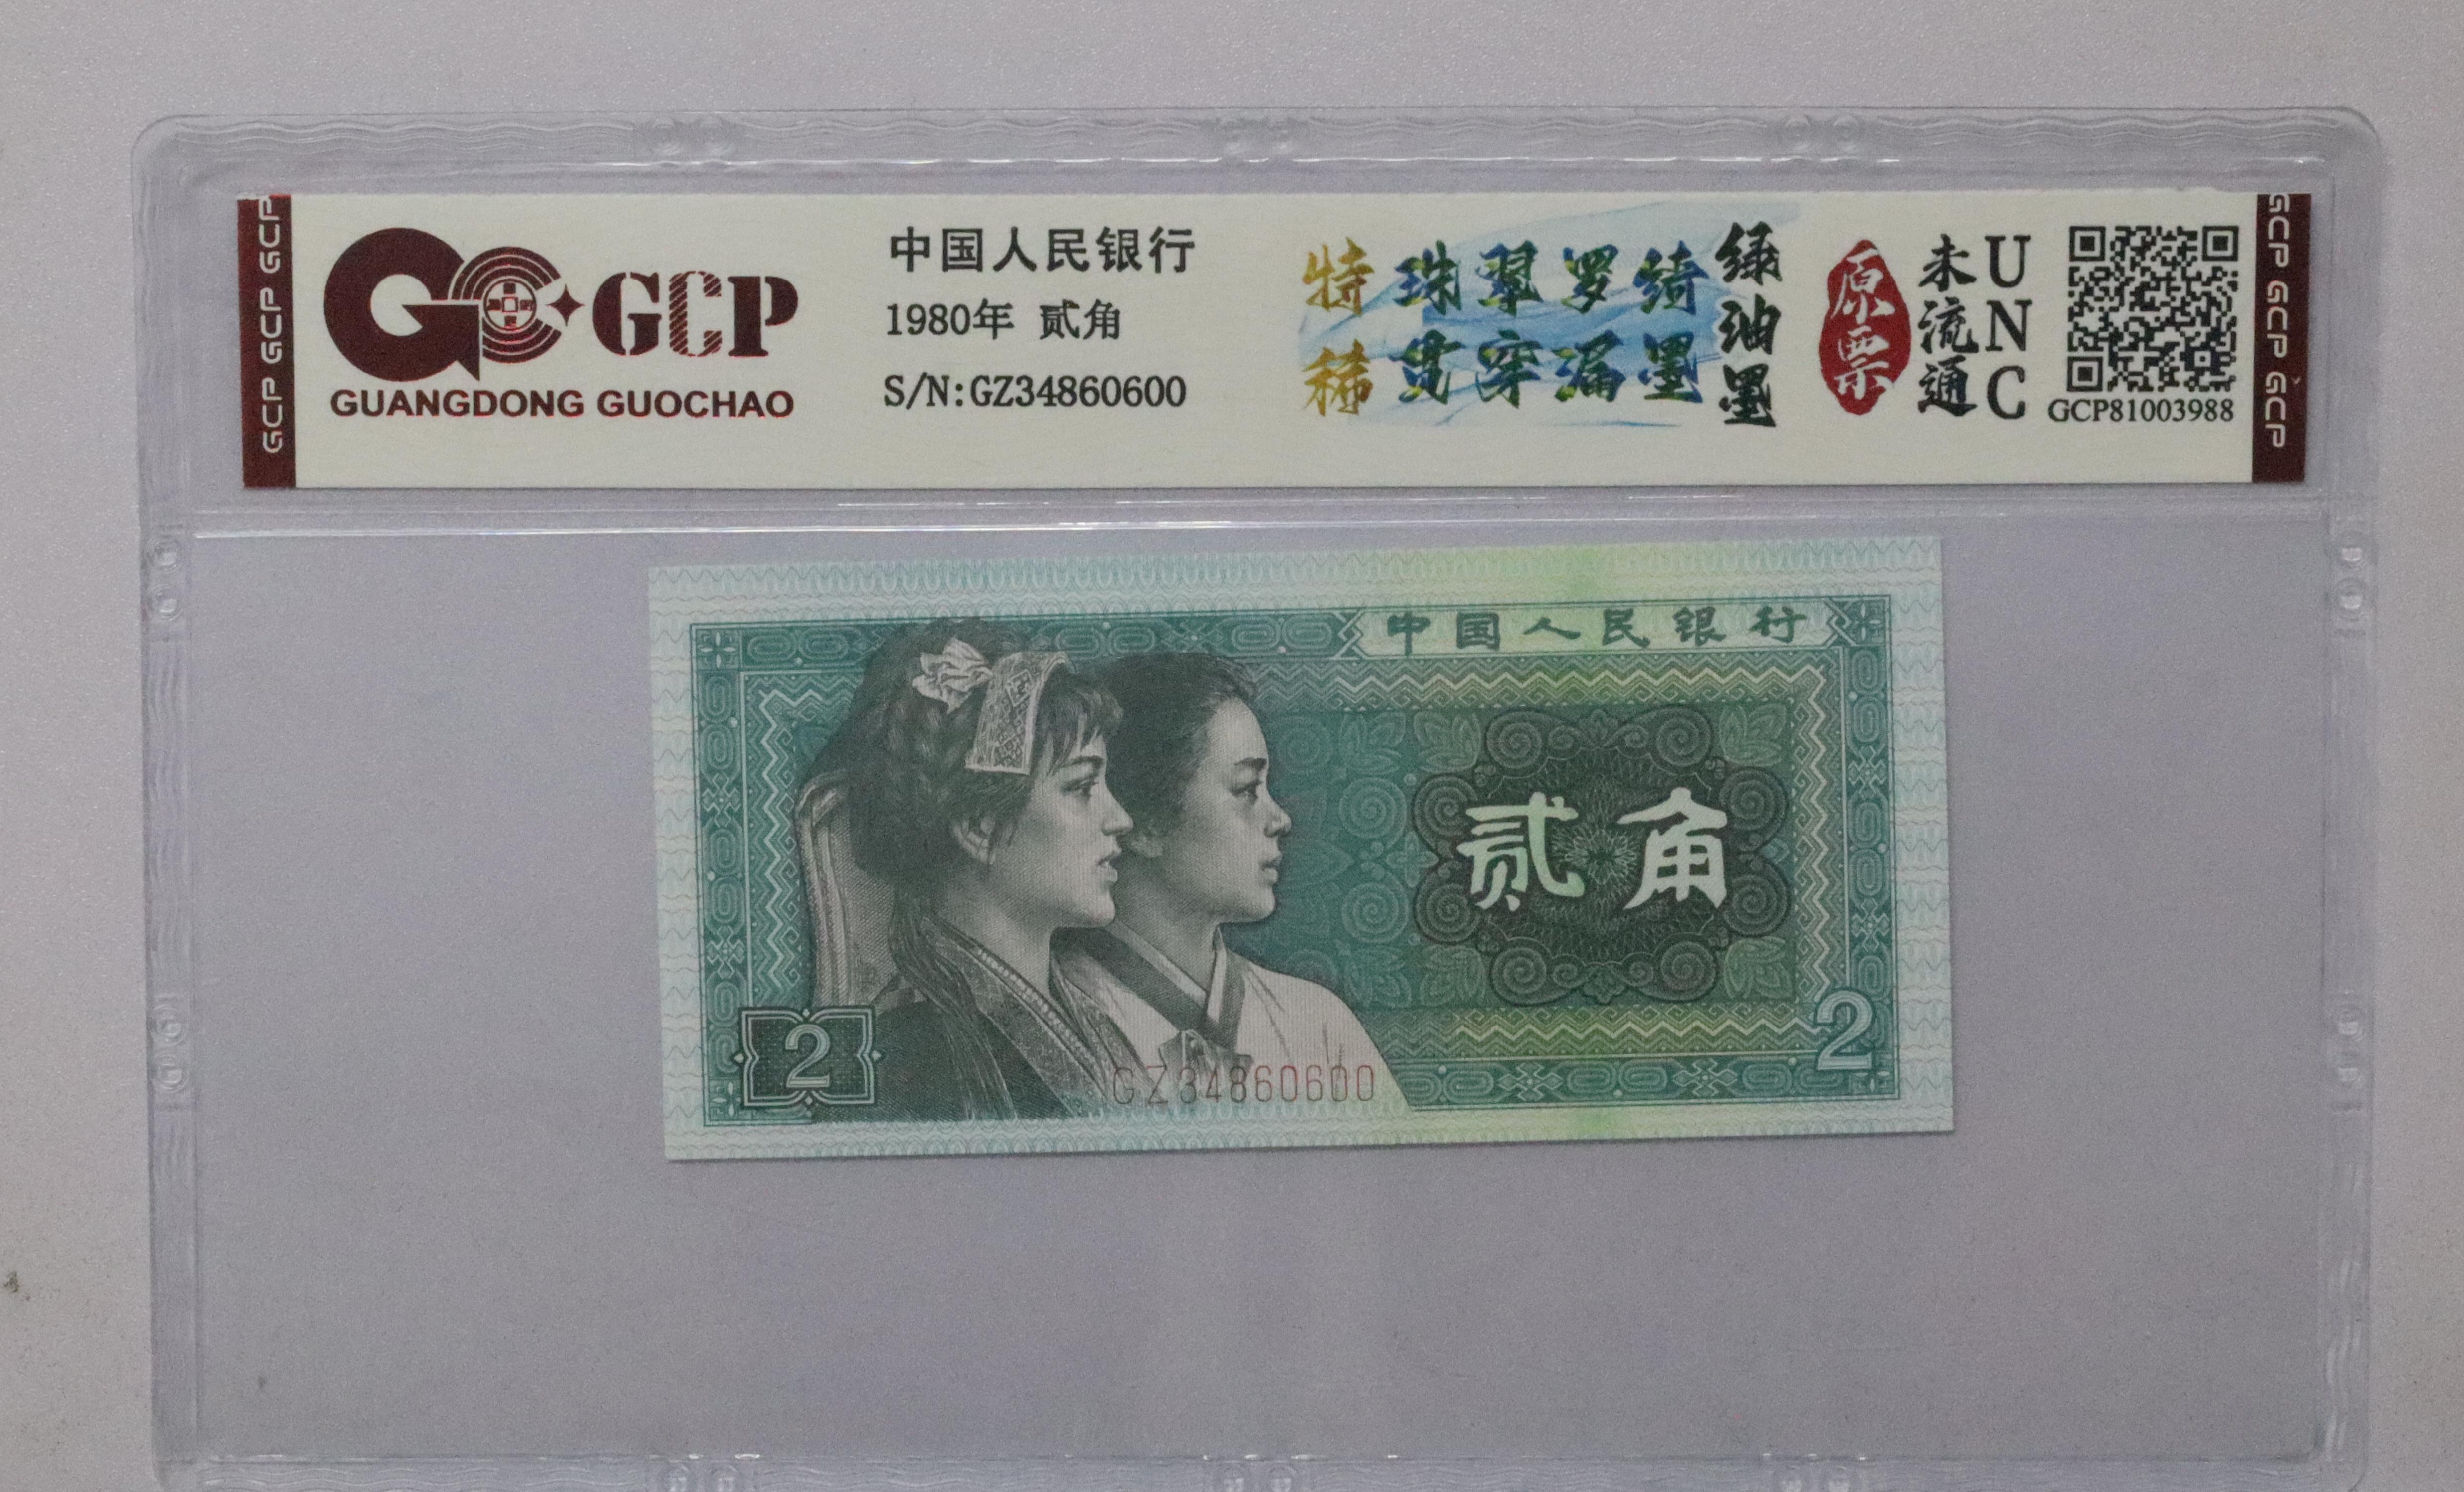 GCP GCP GCP
GCP
GUANGDONG GUOCHAO
中国人民银行
1980年 贰角
S/N:GZ34860600
特稀
珠翠罗绮
贯穿漏墨
绿油墨
原票
未流通
UNC
GCP81003988
GCP GCP GCP
中国人民银行
贰角
2
2
GZ34860600